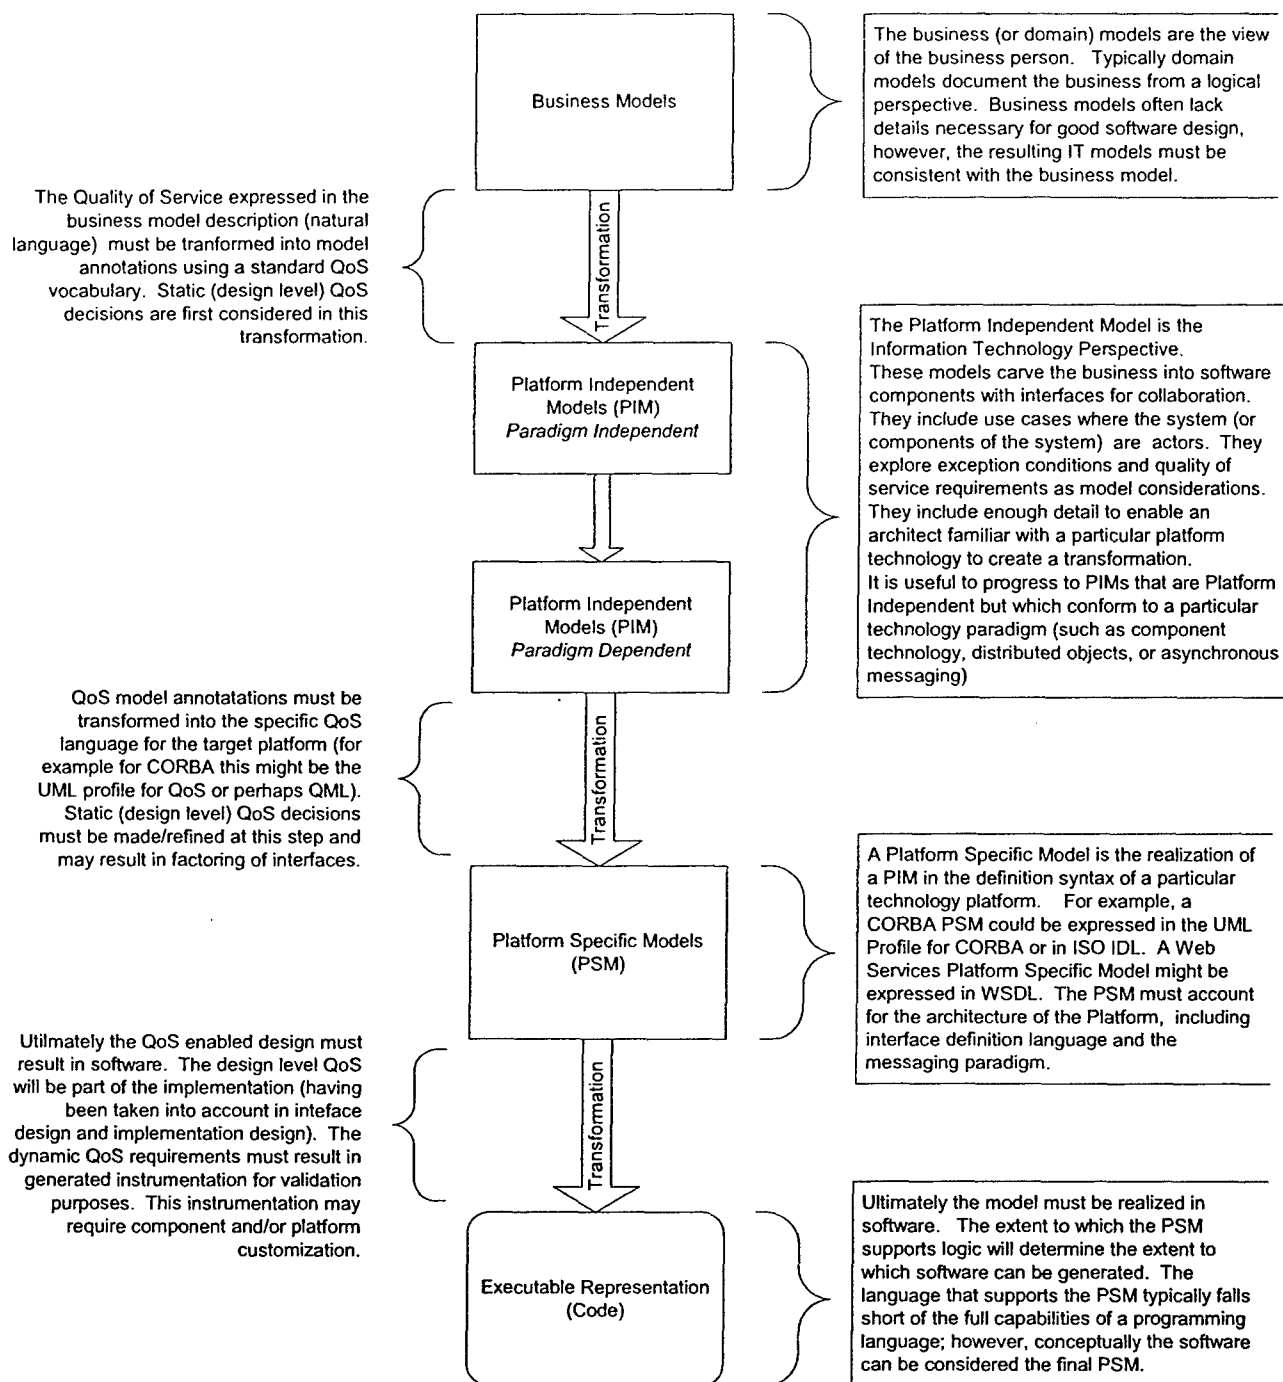 Business Models
The business (or domain) models are the view
of the business person. Typically domain
models document the business from a logical
perspective. Business models often lack
details necessary for good software design,
however, the resulting IT models must be
consistent with the business model.
The Quality of Service expressed in the
business model description (natural
language) must be tranformed into model
annotations using a standard QoS
vocabulary. Static (design level) QoS
decisions are first considered in this
transformation.
Transformation
Platform Independent
Models (PIM)
Paradigm Independent
The Platform Independent Model is the
Information Technology Perspective.
These models carve the business into software
components with interfaces for collaboration.
They include use cases where the system (or
components of the system) are actors. They
explore exception conditions and quality of
service requirements as model considerations.
They include enough detail to enable an
architect familiar with a particular platform
technology to create a transformation.
It is useful to progress to PIMs that are Platform
Independent but which conform to a particular
technology paradigm (such as component
technology, distributed objects, or asynchronous
messaging)
Platform Independent
Models (PIM)
Paradigm Dependent
QoS model annotatations must be
transformed into the specific QoS
language for the target platform (for
example for CORBA this might be the
UML profile for QoS or perhaps QML).
Static (design level) QoS decisions
must be made/refined at this step and
may result in factoring of interfaces.
Transformation
Platform Specific Models
(PSM)
A Platform Specific Model is the realization of
a PIM in the definition syntax of a particular
technology platform. For example, a
CORBA PSM could be expressed in the UML
Profile for CORBA or in ISO IDL. A Web
Services Platform Specific Model might be
expressed in WSDL. The PSM must account
for the architecture of the Platform, including
interface definition language and the
messaging paradigm.
Utilmately the QoS enabled design must
result in software. The design level QoS
will be part of the implementation (having
been taken into account in inteface
design and implementation design). The
dynamic QoS requirements must result in
generated instrumentation for validation
purposes. This instrumentation may
require component and/or platform
customization.
Transformation
Executable Representation
(Code)
Ultimately the model must be realized in
software. The extent to which the PSM
supports logic will determine the extent to
which software can be generated. The
language that supports the PSM typically falls
short of the full capabilities of a programming
language; however, conceptually the software
can be considered the final PSM.